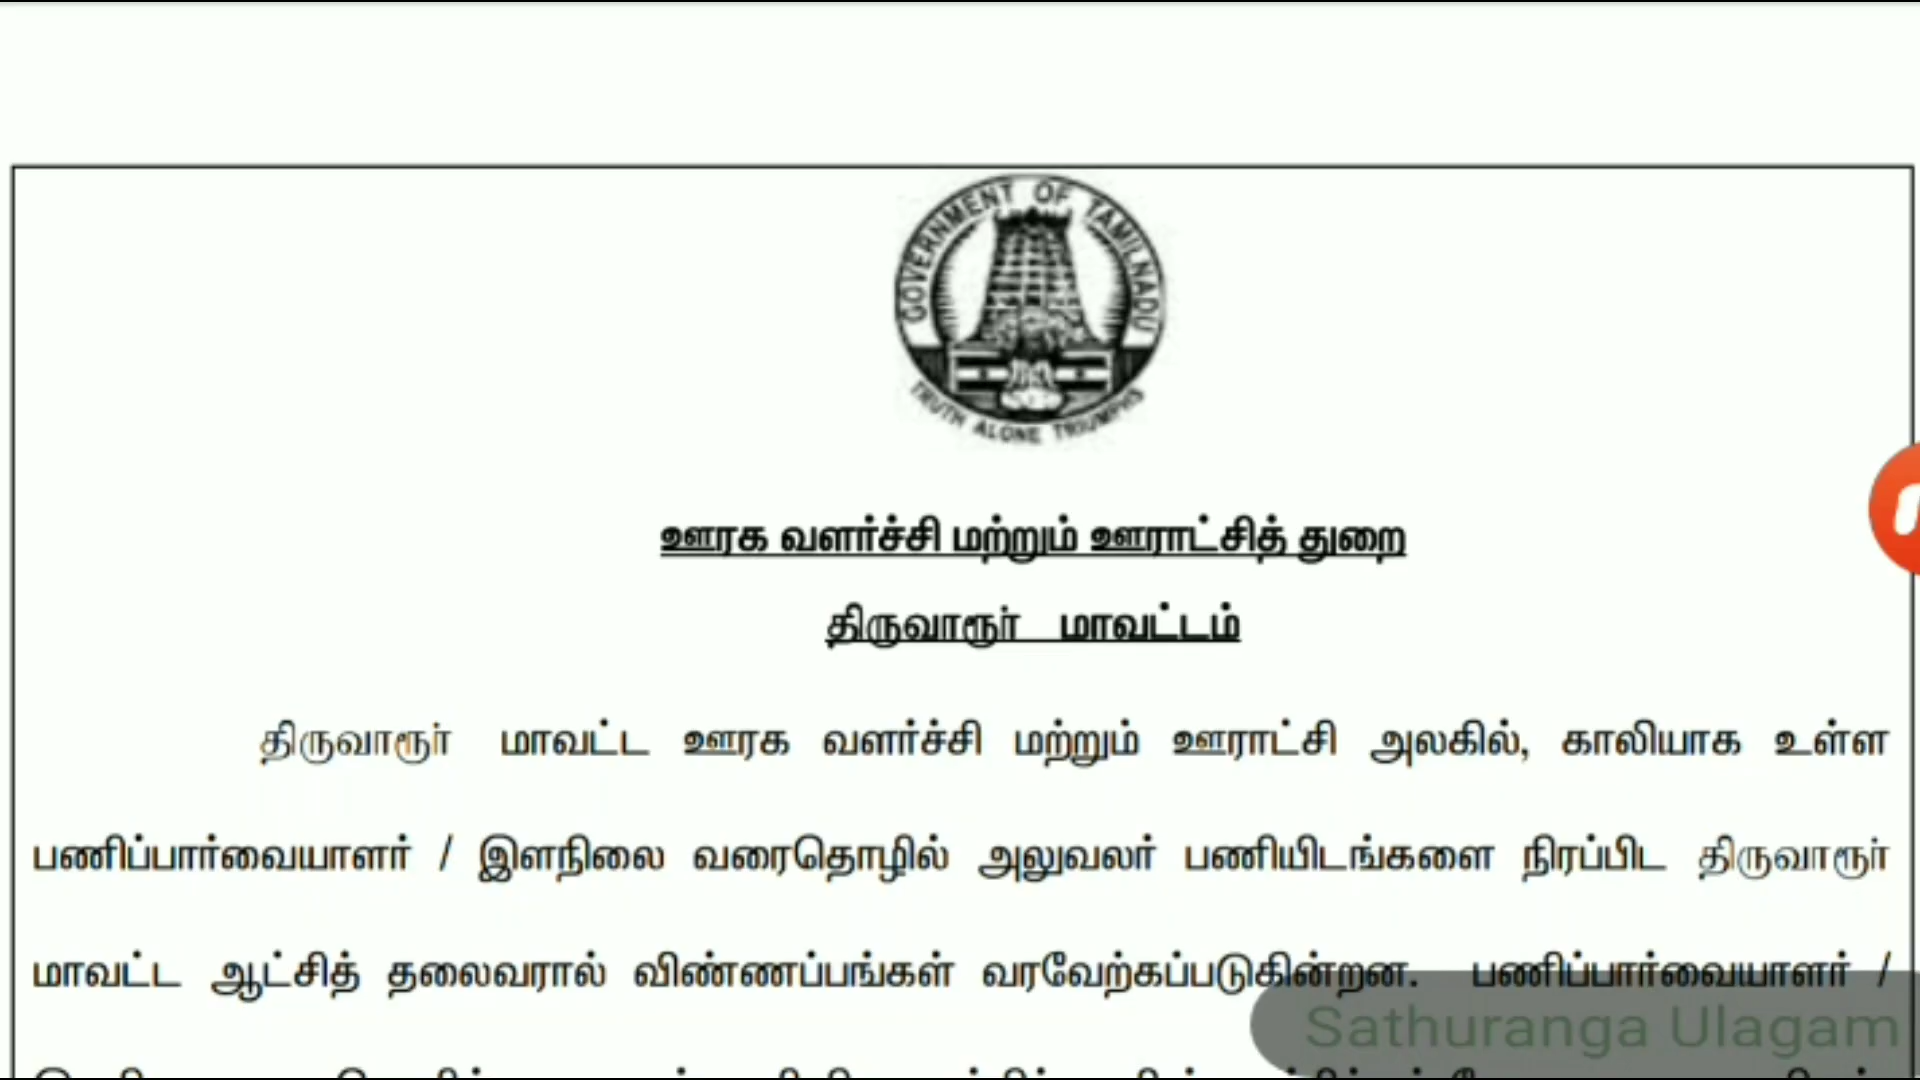 GOVERNMENT OF TAMILNADU
TRUTH ALONE TRIUMPHS
ஊரக வளர்ச்சி மற்றும் ஊராட்சித் துறை
திருவாரூர் மாவட்டம்
திருவாரூர் மாவட்ட ஊரக வளர்ச்சி மற்றும் ஊராட்சி அலகில், காலியாக உள்ள
பணிப்பார்வையாளர் / இளநிலை வரைதொழில் அலுவலர் பணியிடங்களை நிரப்பிட திருவாரூர்
மாவட்ட ஆட்சித் தலைவரால் விண்ணப்பங்கள் வரவேற்கப்படுகின்றன. பணிப்பார்வையாளர் /
Sathuranga Ulagam